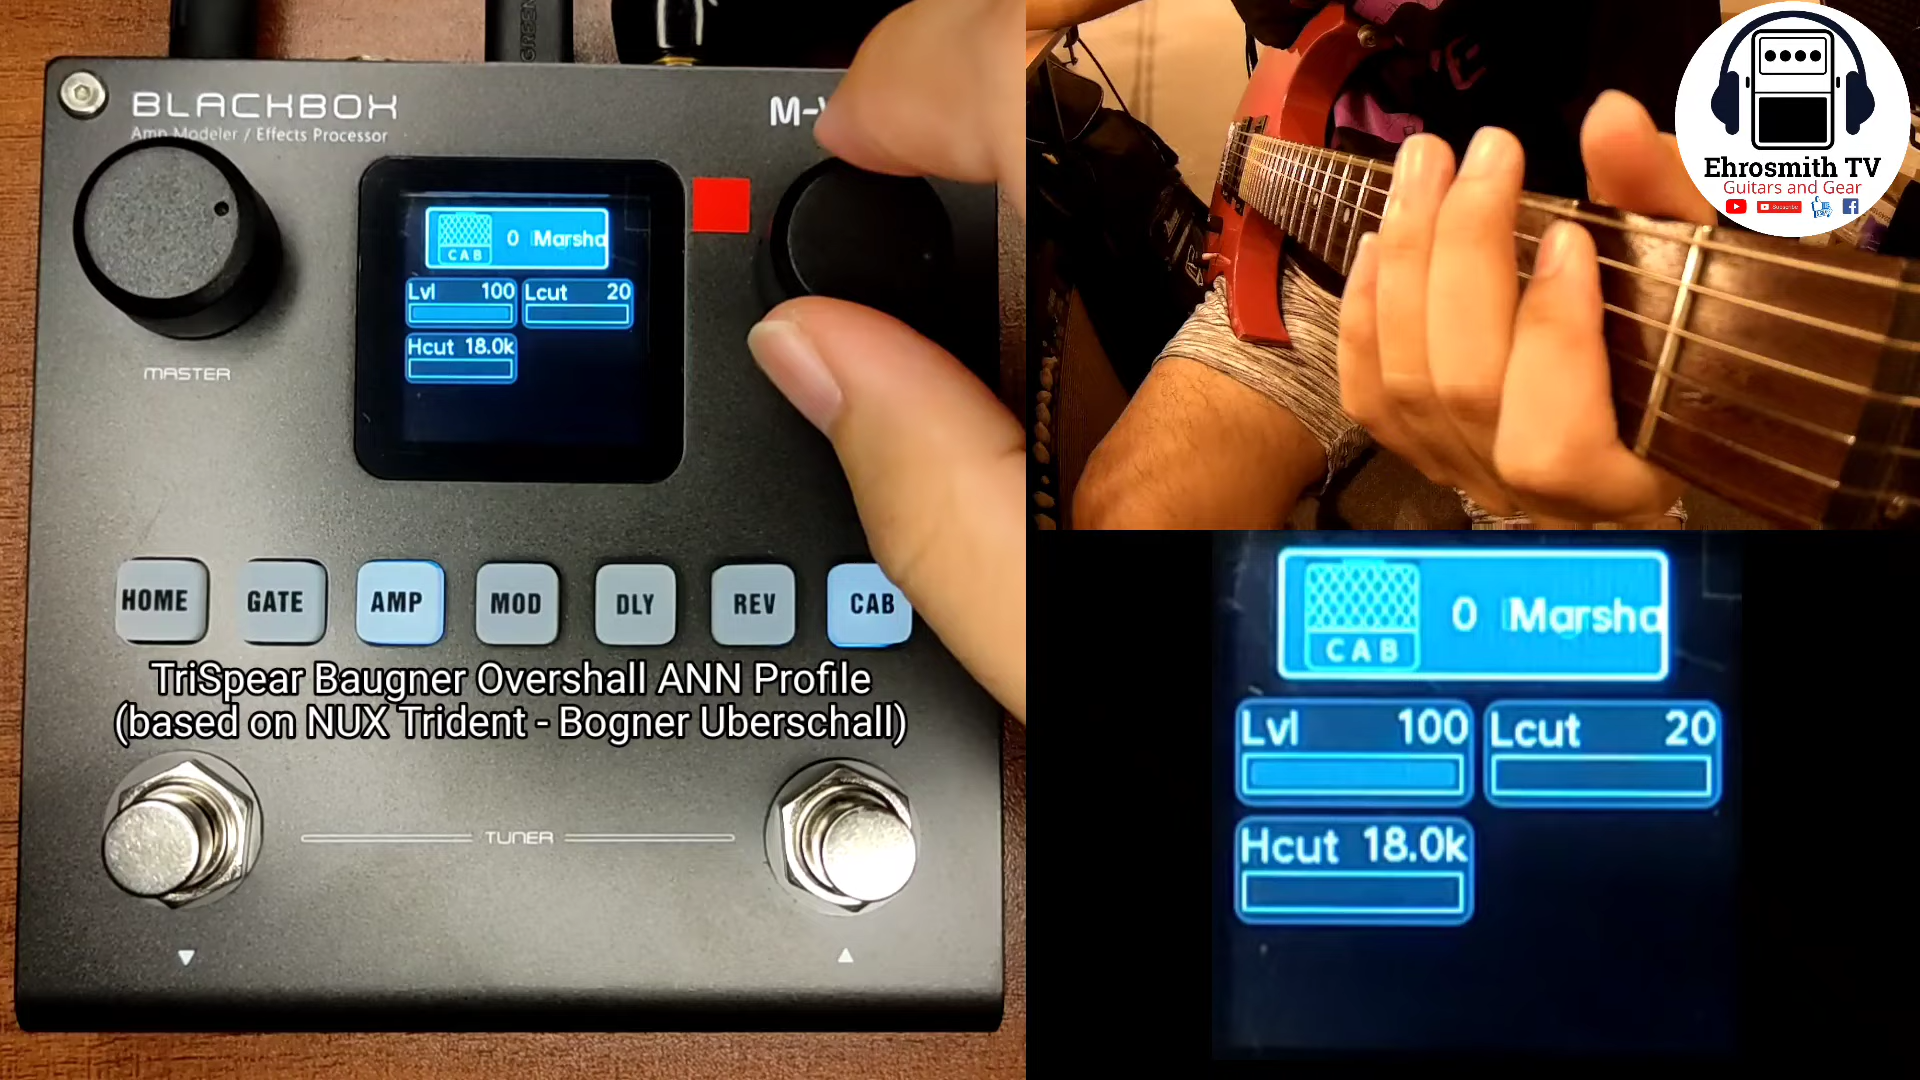 GREEN
BLACKBOX
Amp Modeler / Effects Processor
M-V
CAB
0 Marsha
Lvl 100
Lcut 20
Hcut 18.0k
MASTER
HOME
GATE
AMP
MOD
DLY
REV
CAB
TriSpear Baugner Overshall ANN Profile
(based on NUX Trident - Bogner Uberschall)
TUNER
Ehrosmith TV
Guitars and Gear
Subscribe
CAB
0 Marsha
Lvl 100
Lcut 20
Hcut 18.0k